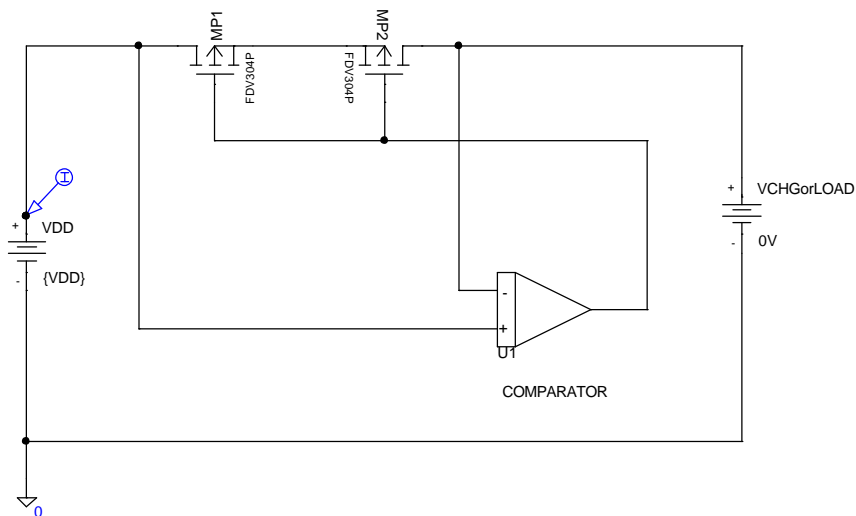 MP1
FDV304P
MP2
FDV304P
I
+
VDD
-
{VDD}
+
VCHGorLOAD
-
0V
-
+
U1
COMPARATOR
0